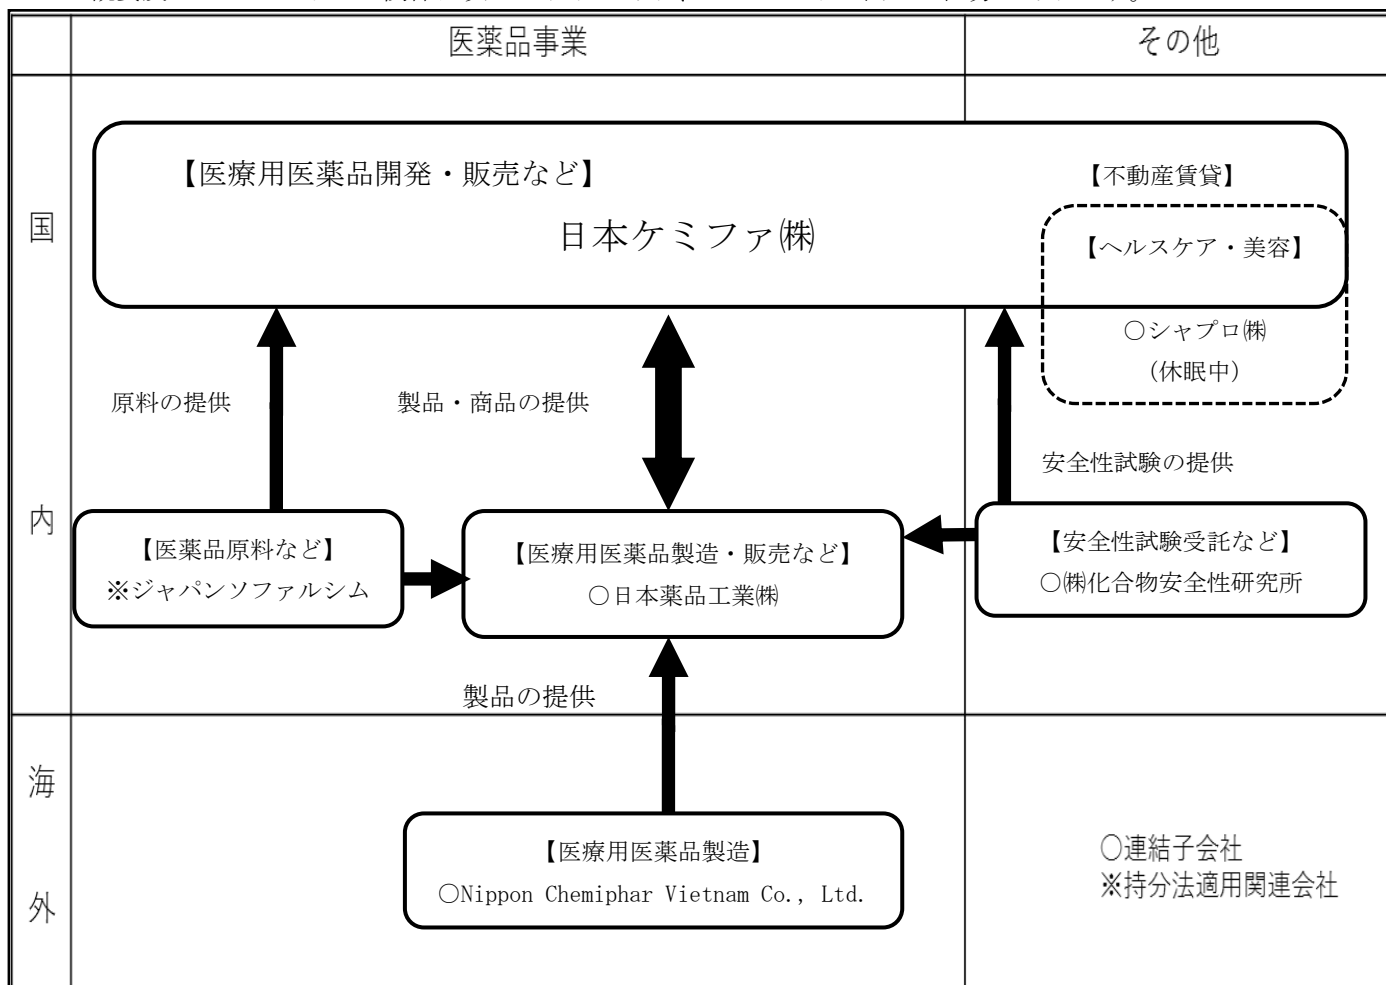 医薬品事業
その他
国
内
【医療用医薬品開発・販売など】
日本ケミファ㈱
【不動産賃貸】
【ヘルスケア・美容】
○シャプロ㈱
(休眠中)
原料の提供
製品・商品の提供
安全性試験の提供
【医薬品原料など】
※ジャパンソファルシム
【医療用医薬品製造・販売など】
○日本薬品工業㈱
【安全性試験受託など】
○㈱化合物安全性研究所
製品の提供
海
外
【医療用医薬品製造】
○Nippon Chemiphar Vietnam Co., Ltd.
○連結子会社
※持分法適用関連会社